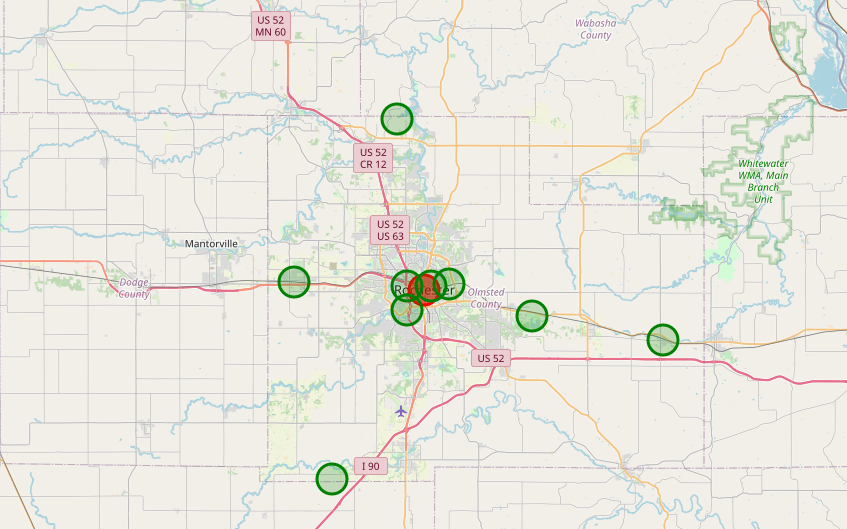 US 52
MN 60
Wabasha
County
US 52
CR 12
Whitewater
WMA, Main
Branch
Unit
US 52
US 63
Mantorville
Dodge
County
Rochester
Olmsted
County
US 52
I 90